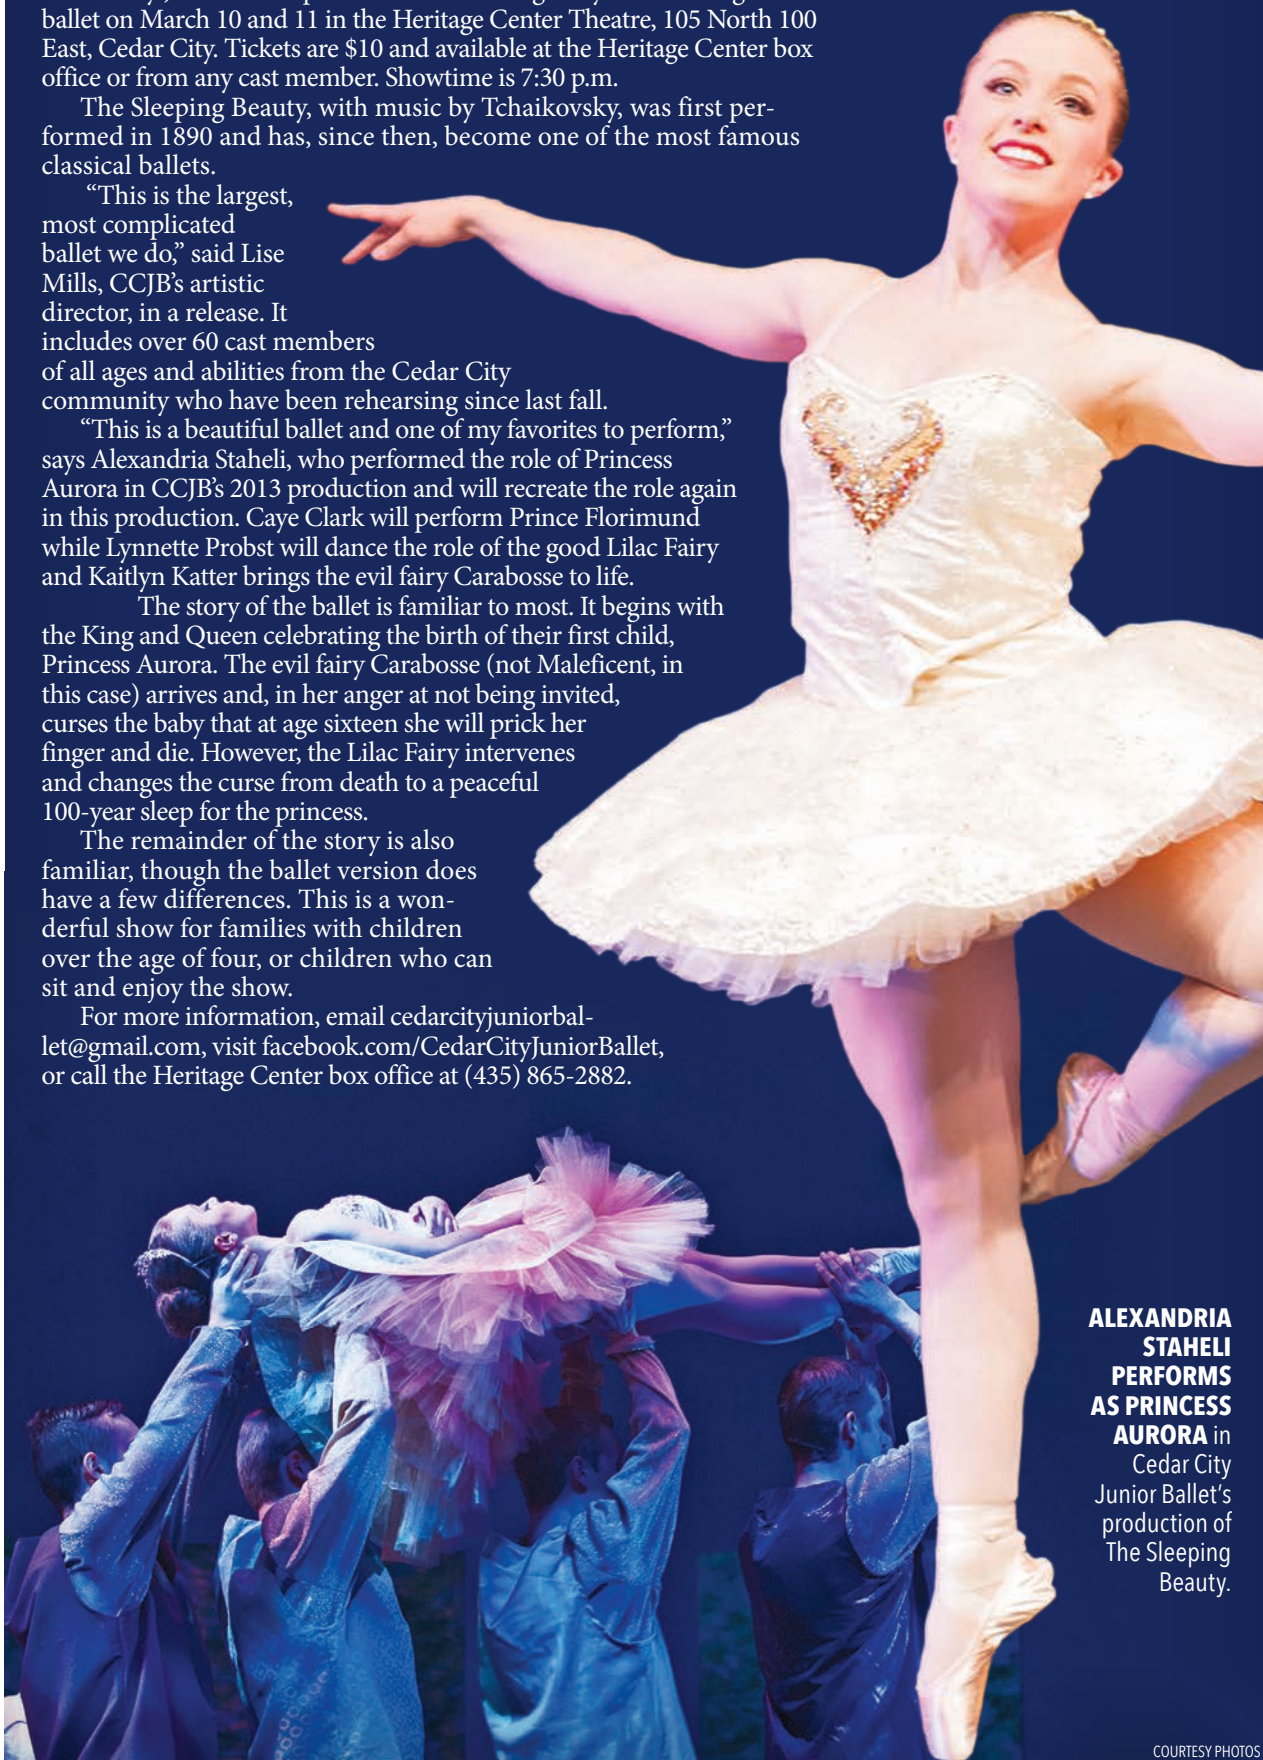 ballet on March 10 and 11 in the Heritage Center Theatre, 105 North 100
East, Cedar City. Tickets are $10 and available at the Heritage Center box
office or from any cast member. Showtime is 7:30 p.m.
The Sleeping Beauty, with music by Tchaikovsky, was first per-
formed in 1890 and has, since then, become one of the most famous
classical ballets.
“This is the largest,
most complicated
ballet we do,” said Lise
Mills, CCJB’s artistic
director, in a release. It
includes over 60 cast members
of all ages and abilities from the Cedar City
community who have been rehearsing since last fall.
“This is a beautiful ballet and one of my favorites to perform,”
says Alexandria Staheli, who performed the role of Princess
Aurora in CCJB’s 2013 production and will recreate the role again
in this production. Caye Clark will perform Prince Florimund
while Lynnette Probst will dance the role of the good Lilac Fairy
and Kaitlyn Katter brings the evil fairy Carabosse to life.
The story of the ballet is familiar to most. It begins with
the King and Queen celebrating the birth of their first child,
Princess Aurora. The evil fairy Carabosse (not Maleficent, in
this case) arrives and, in her anger at not being invited,
curses the baby that at age sixteen she will prick her
finger and die. However, the Lilac Fairy intervenes
and changes the curse from death to a peaceful
100-year sleep for the princess.
The remainder of the story is also
familiar, though the ballet version does
have a few differences. This is a won-
derful show for families with children
over the age of four, or children who can
sit and enjoy the show.
For more information, email cedarcityjuniorbal-
let@gmail.com, visit facebook.com/CedarCityJuniorBallet,
or call the Heritage Center box office at (435) 865-2882.
ALEXANDRIA
STAHELI
PERFORMS
AS PRINCESS
AURORA in
Cedar City
Junior Ballet’s
production of
The Sleeping
Beauty.
COURTESY PHOTOS